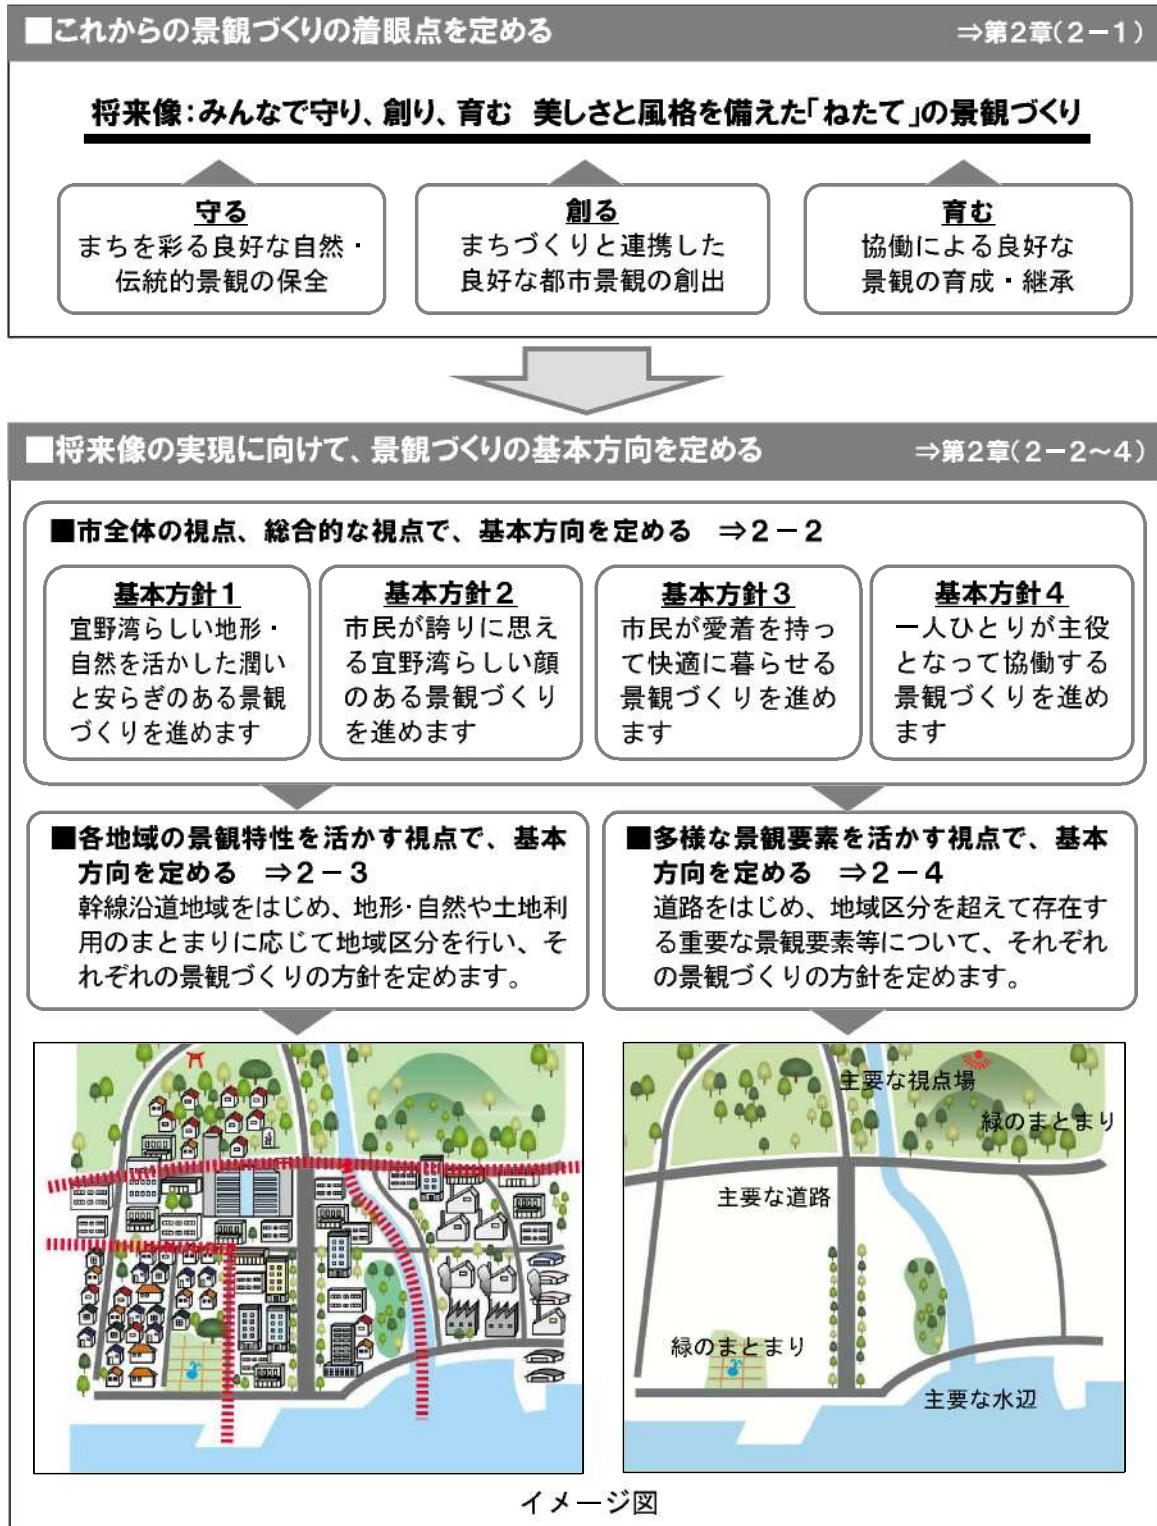 ■これからの景観づくりの着眼点を定める ⇒第2章(2－1)
将来像：みんなで守り、創り、育む 美しさと風格を備えた「ねたて」の景観づくり
守る
まちを彩る良好な自然・
伝統的景観の保全
創る
まちづくりと連携した
良好な都市景観の創出
育む
協働による良好な
景観の育成・継承
■将来像の実現に向けて、景観づくりの基本方向を定める ⇒第2章(2－2～4)
■市全体の視点、総合的な視点で、基本方向を定める ⇒2－2
基本方針1
宜野湾らしい地形・
自然を活かした潤い
と安らぎのある景観
づくりを進めます
基本方針2
市民が誇りに思え
る宜野湾らしい顔
のある景観づくり
を進めます
基本方針3
市民が愛着を持っ
て快適に暮らせる
景観づくりを進め
ます
基本方針4
一人ひとりが主役
となって協働する
景観づくりを進め
ます
■各地域の景観特性を活かす視点で、基本
方向を定める ⇒2－3
幹線沿道地域をはじめ、地形・自然や土地利
用のまとまりに応じて地域区分を行い、そ
れぞれの景観づくりの方針を定めます。
■多様な景観要素を活かす視点で、基本
方向を定める ⇒2－4
道路をはじめ、地域区分を超えて存在す
る重要な景観要素等について、それぞれ
の景観づくりの方針を定めます。
主要な視点場
緑のまとまり
主要な道路
緑のまとまり
主要な水辺
イメージ図